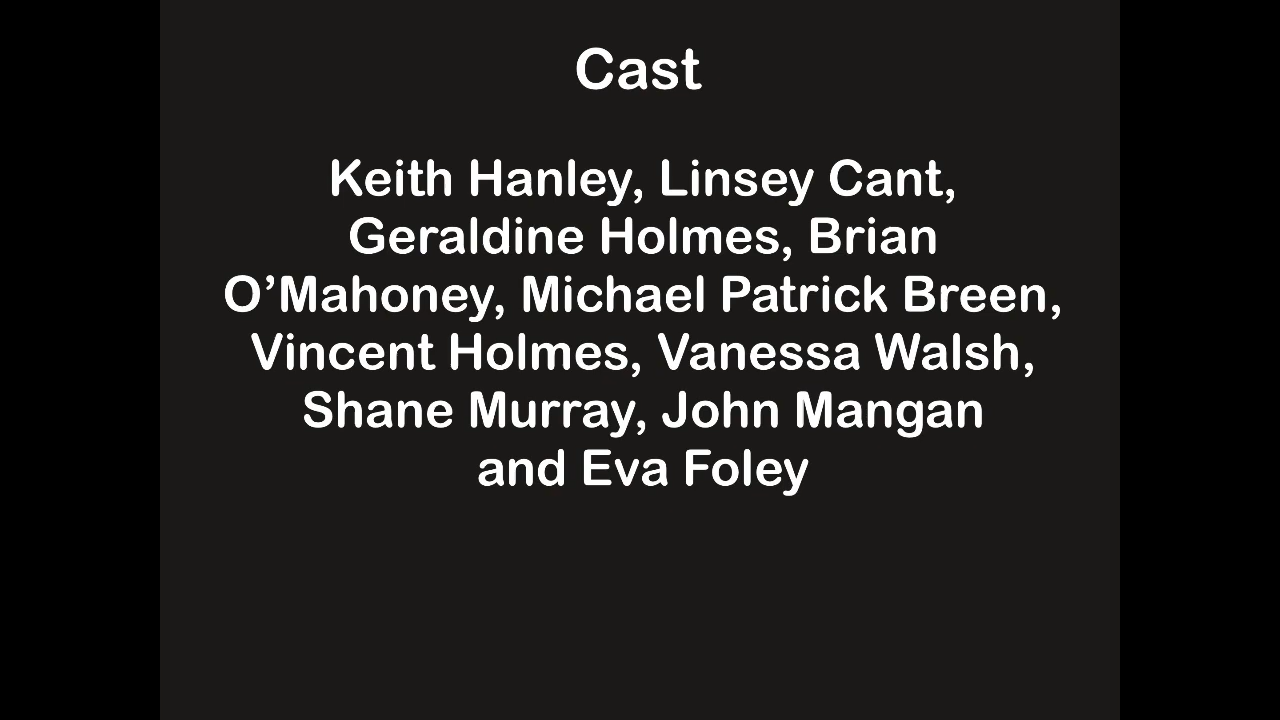 Cast
Keith Hanley, Linsey Cant,
Geraldine Holmes, Brian
O’Mahoney, Michael Patrick Breen,
Vincent Holmes, Vanessa Walsh,
Shane Murray, John Mangan
and Eva Foley